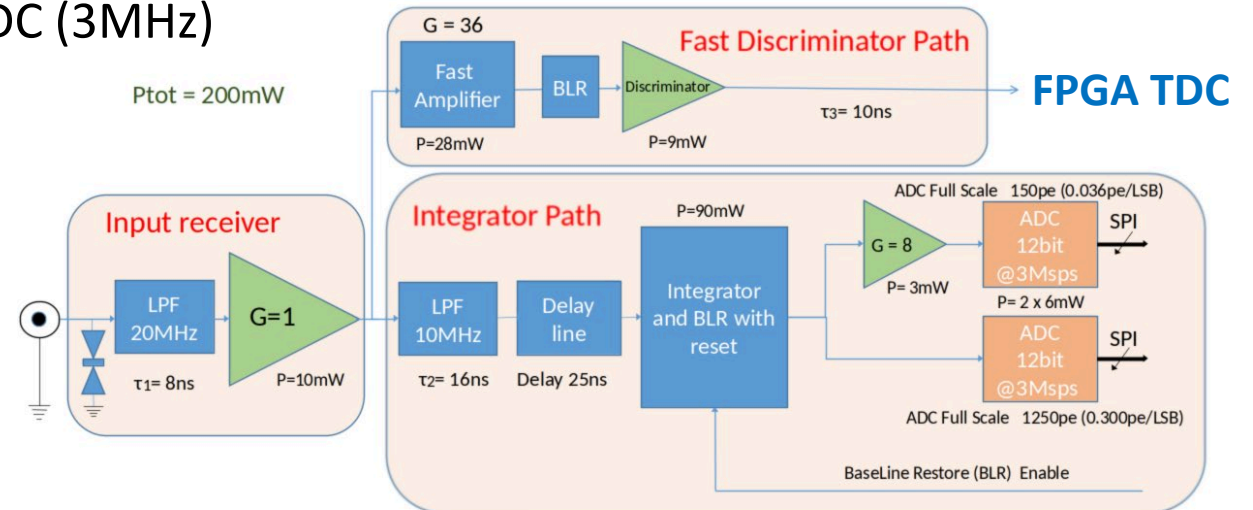 DC (3MHz)
Ptot = 200mW
G = 36
Fast
Amplifier
P=28mW
BLR
Discriminator
P=9mW
Fast Discriminator Path
τ3= 10ns
FPGA TDC
Input receiver
LPF
20MHz
τ1= 8ns
G=1
P=10mW
Integrator Path
LPF
10MHz
τ2= 16ns
Delay
line
Delay 25ns
P=90mW
Integrator
and BLR with
reset
G = 8
P= 3mW
ADC Full Scale 150pe (0.036pe/LSB)
ADC
12bit
@3Msps
SPI
P= 2 x 6mW
ADC
12bit
@3Msps
SPI
ADC Full Scale 1250pe (0.300pe/LSB)
BaseLine Restore (BLR) Enable